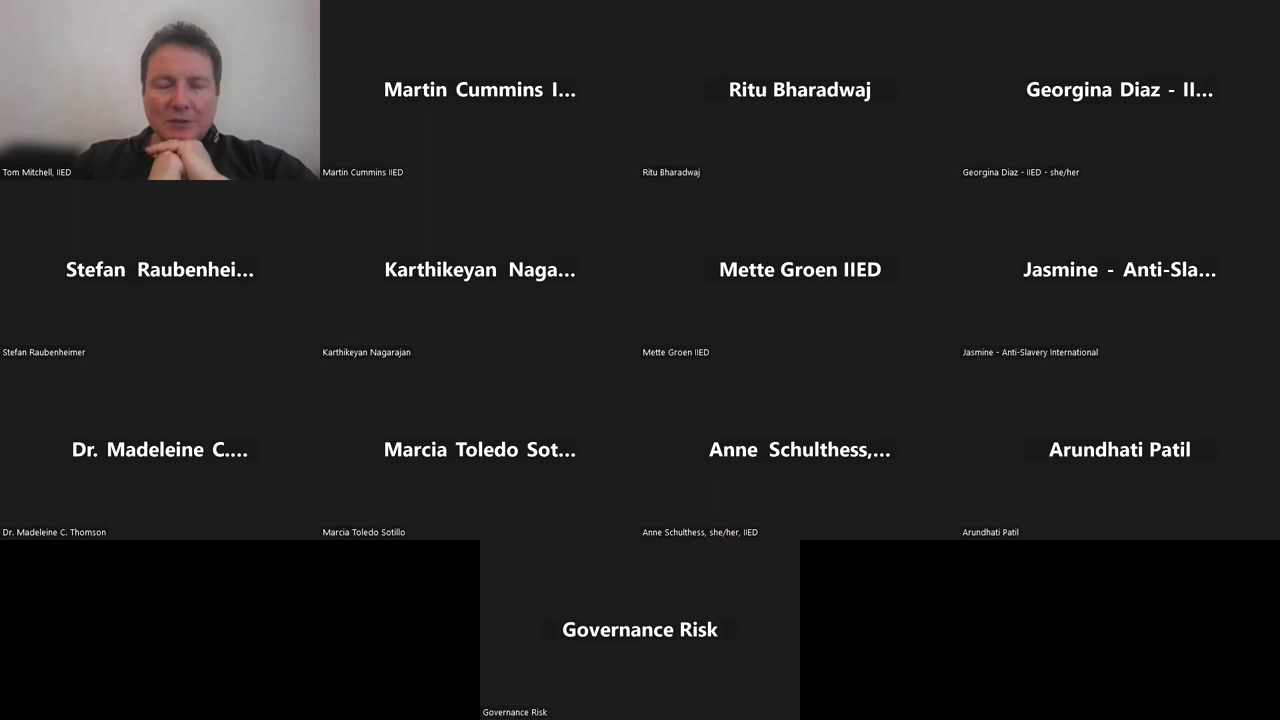 Martin Cummins I...
Ritu Bharadwaj
Georgina Diaz - II...
Tom Mitchell, IIED
Martin Cummins IIED
Ritu Bharadwaj
Georgina Diaz - IIED - she/her
Stefan Raubenhei...
Karthikeyan Naga...
Mette Groen IIED
Jasmine - Anti-Sla...
Stefan Raubenheimer
Karthikeyan Nagarajan
Mette Groen IIED
Jasmine - Anti-Slavery International
Dr. Madeleine C....
Marcia Toledo Sot...
Anne Schulthess,...
Arundhati Patil
Dr. Madeleine C. Thomson
Marcia Toledo Sotillo
Anne Schulthess, she/her, IIED
Arundhati Patil
Governance Risk
Governance Risk